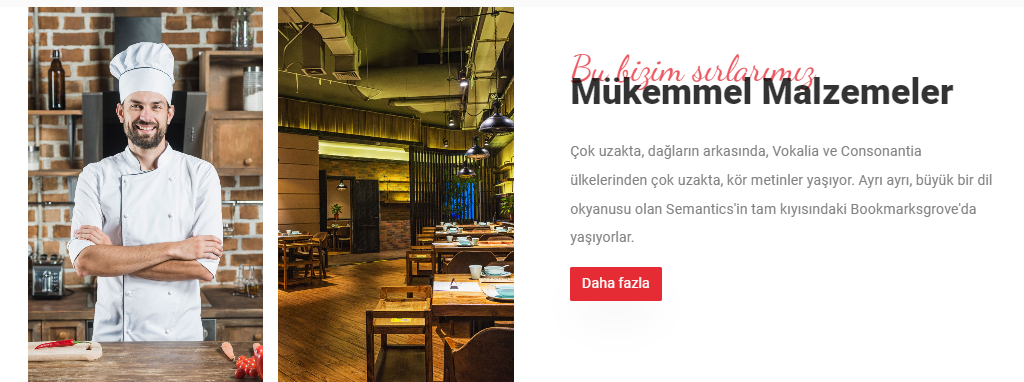 Bu bizim sırlarımız
Mükemmel Malzemeler
Çok uzakta, dağların arkasında, Vokalia ve Consonantia
ülkelerinden çok uzakta, kör metinler yaşıyor. Ayrı ayrı, büyük bir dil
okyanusu olan Semantics'in tam kıyısındaki Bookmarksgrove'da
yaşıyorlar.
Daha fazla